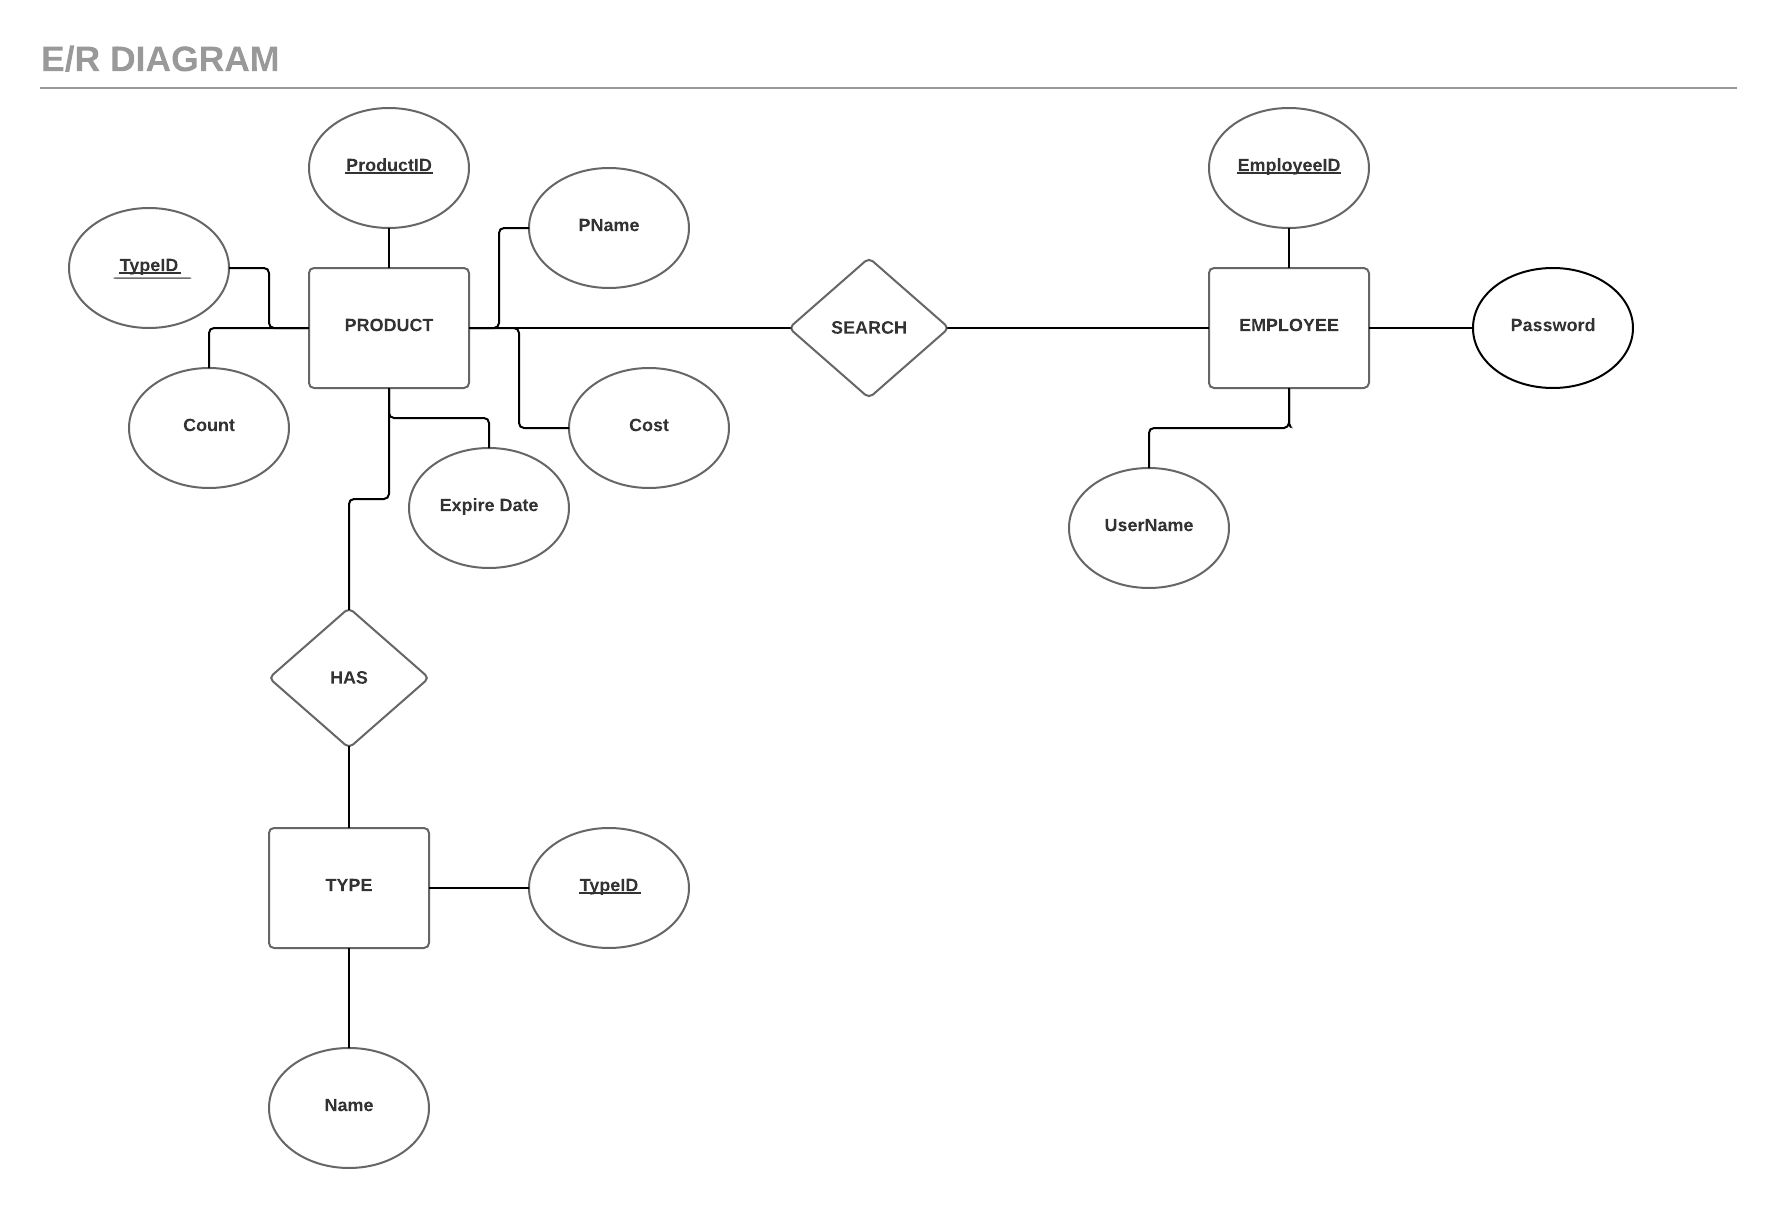 E/R DIAGRAM
ProductID
EmployeeID
PName
TypeID
PRODUCT
SEARCH
EMPLOYEE
Password
Count
Cost
Expire Date
UserName
HAS
TYPE
TypeID
Name